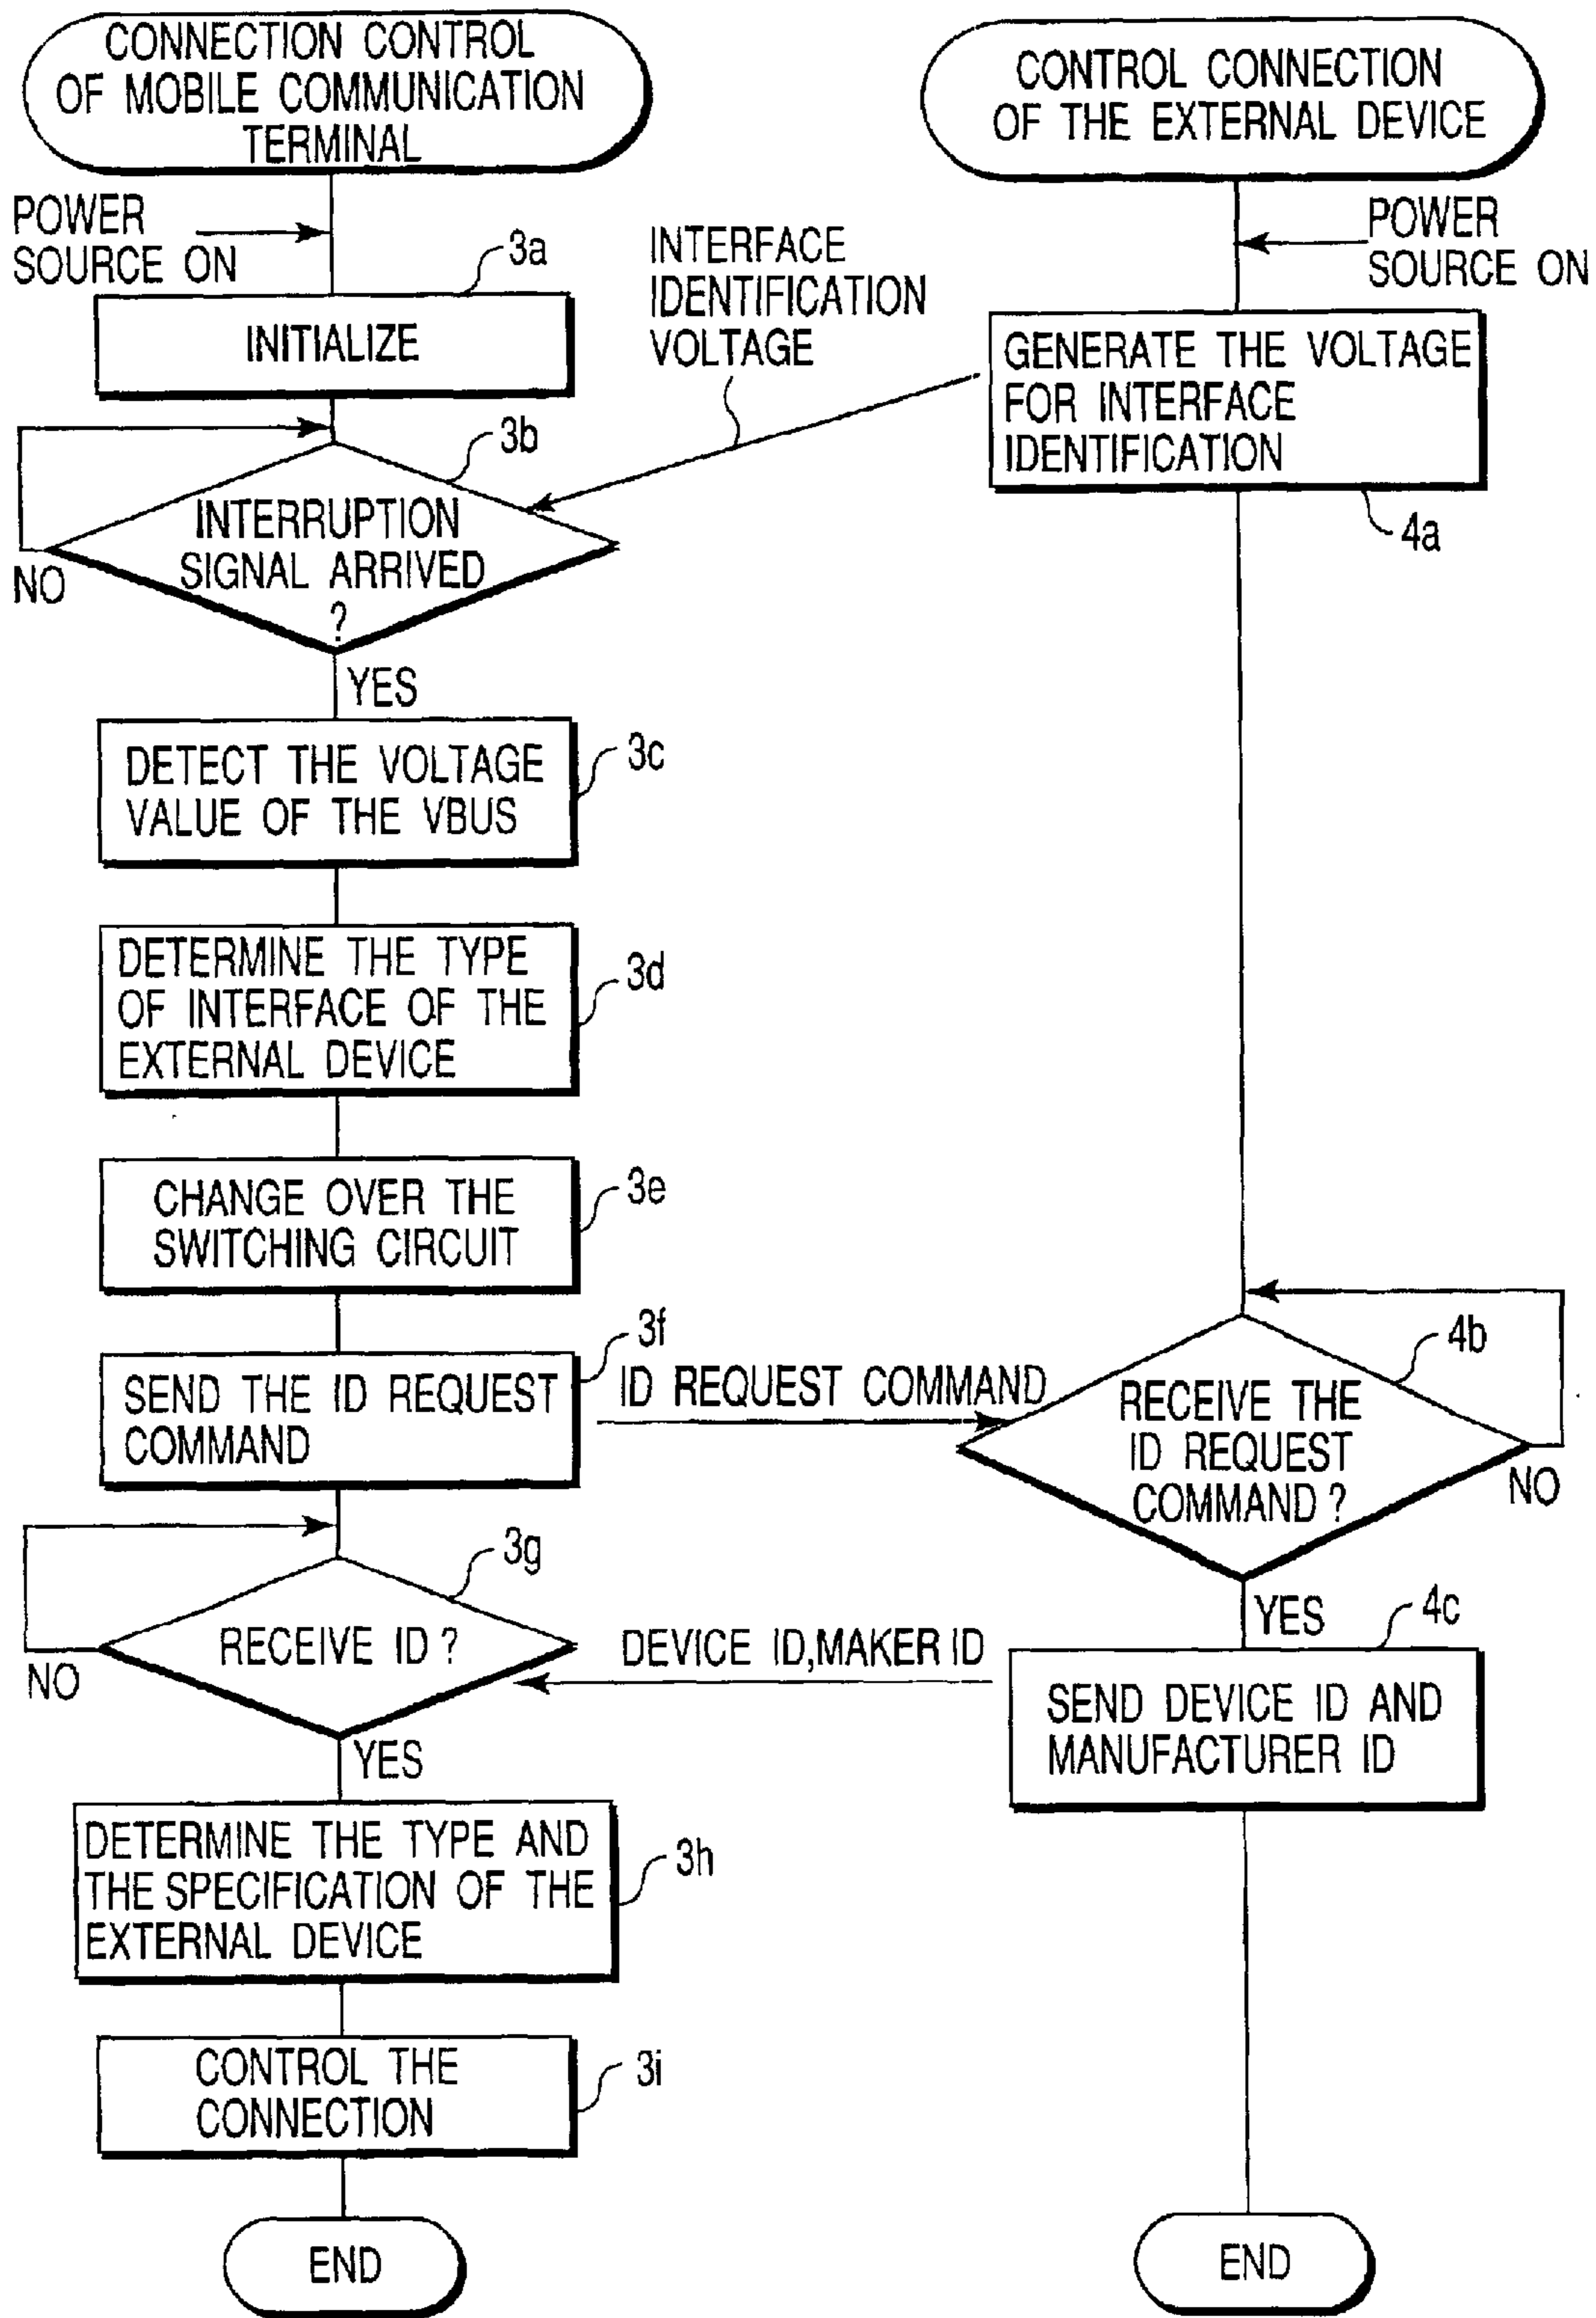 CONNECTION CONTROL
OF MOBILE COMMUNICATION
TERMINAL
POWER
SOURCE ON
3a
INITIALIZE
3b
INTERRUPTION
SIGNAL ARRIVED
?
NO
YES
DETECT THE VOLTAGE
VALUE OF THE VBUS
3c
DETERMINE THE TYPE
OF INTERFACE OF THE
EXTERNAL DEVICE
3d
CHANGE OVER THE
SWITCHING CIRCUIT
3e
SEND THE ID REQUEST
COMMAND
3f
ID REQUEST COMMAND
3g
RECEIVE ID ?
NO
YES
DEVICE ID,MAKER ID
DETERMINE THE TYPE AND
THE SPECIFICATION OF THE
EXTERNAL DEVICE
3h
CONTROL THE
CONNECTION
3i
END
CONTROL CONNECTION
OF THE EXTERNAL DEVICE
POWER
SOURCE ON
INTERFACE
IDENTIFICATION
VOLTAGE
GENERATE THE VOLTAGE
FOR INTERFACE
IDENTIFICATION
4a
4b
RECEIVE THE
ID REQUEST
COMMAND ?
NO
YES
4c
SEND DEVICE ID AND
MANUFACTURER ID
END